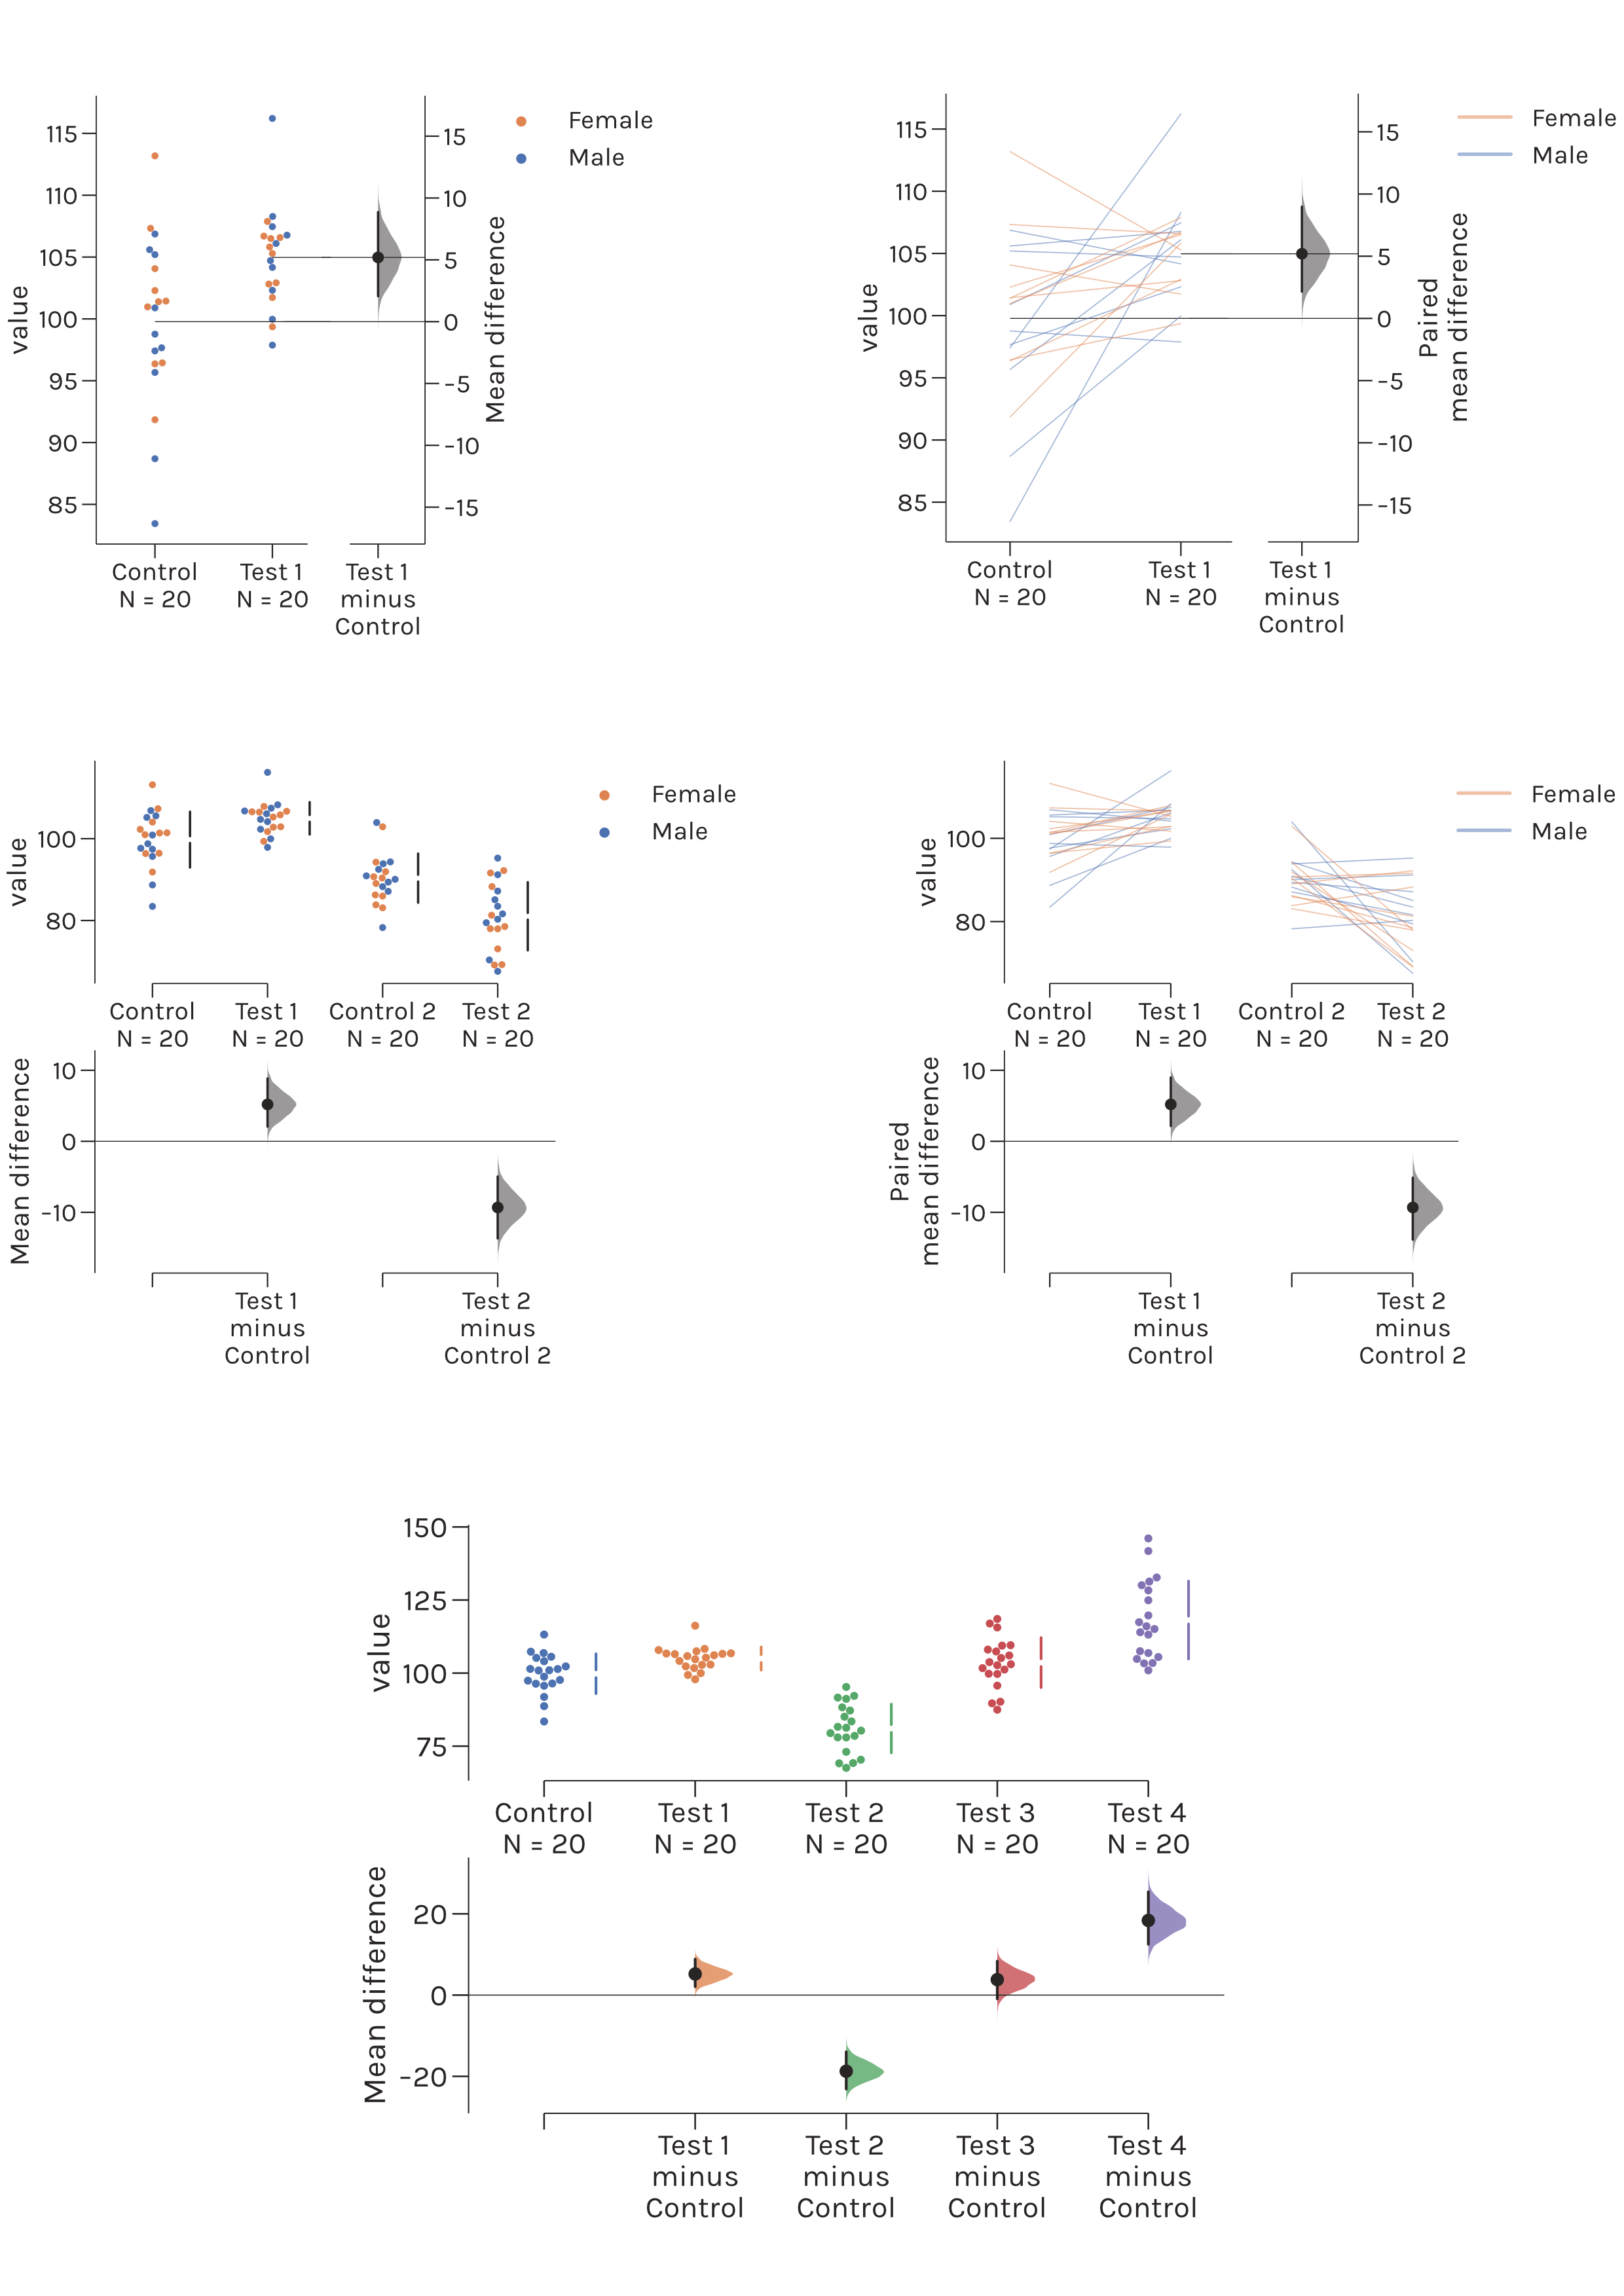 115
110
105
100
95
90
85
value
15
10
5
0
-5
-10
-15
Mean difference
Female
Male
Control
N = 20
Test 1
N = 20
Test 1
minus
Control
115
110
105
100
95
90
85
value
15
10
5
0
-5
-10
-15
Paired
mean difference
Female
Male
Control
N = 20
Test 1
N = 20
Test 1
minus
Control
100
80
value
Female
Male
Control
N = 20
Test 1
N = 20
Control 2
N = 20
Test 2
N = 20
10
0
-10
Mean difference
Test 1
minus
Control
Test 2
minus
Control 2
100
80
value
Female
Male
Control
N = 20
Test 1
N = 20
Control 2
N = 20
Test 2
N = 20
10
0
-10
Paired
mean difference
Test 1
minus
Control
Test 2
minus
Control 2
150
125
100
75
value
Control
N = 20
Test 1
N = 20
Test 2
N = 20
Test 3
N = 20
Test 4
N = 20
20
0
-20
Mean difference
Test 1
minus
Control
Test 2
minus
Control
Test 3
minus
Control
Test 4
minus
Control